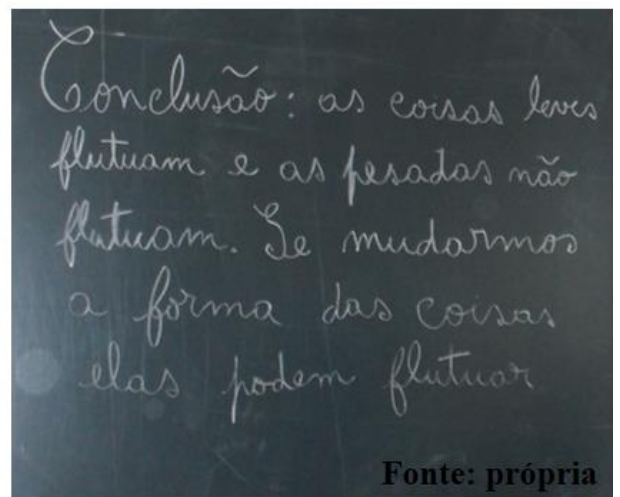 Conclusão: as coisas leves
flutuam e as pesadas não
flutuam. Se mudarmos
a forma das coisas
elas podem flutuar
Fonte: própria